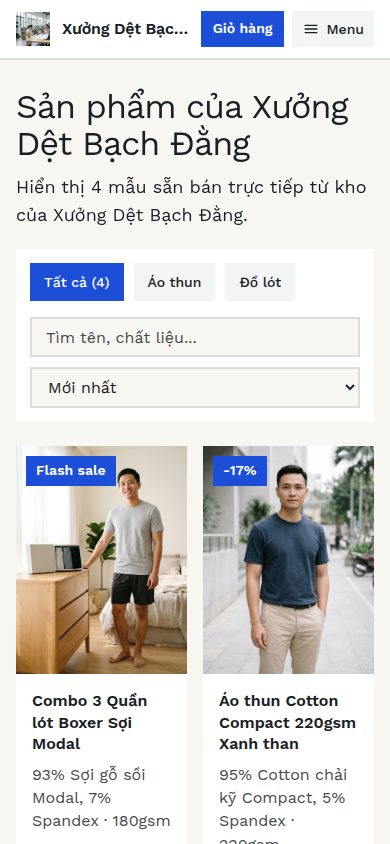 Xưởng Dệt Bạc...
Giỏ hàng
Menu
Sản phẩm của Xưởng
Dệt Bạch Đằng
Hiển thị 4 mẫu sẵn bán trực tiếp từ kho
của Xưởng Dệt Bạch Đằng.
Tất cả (4)
Áo thun
Đồ lót
Tìm tên, chất liệu...
Mới nhất
Flash sale
-17%
Combo 3 Quần
lót Boxer Sợi
Modal
93% Sợi gỗ sồi
Modal, 7%
Spandex · 180gsm
Áo thun Cotton
Compact 220gsm
Xanh than
95% Cotton chải
kỹ Compact, 5%
Spandex ·
220gsm